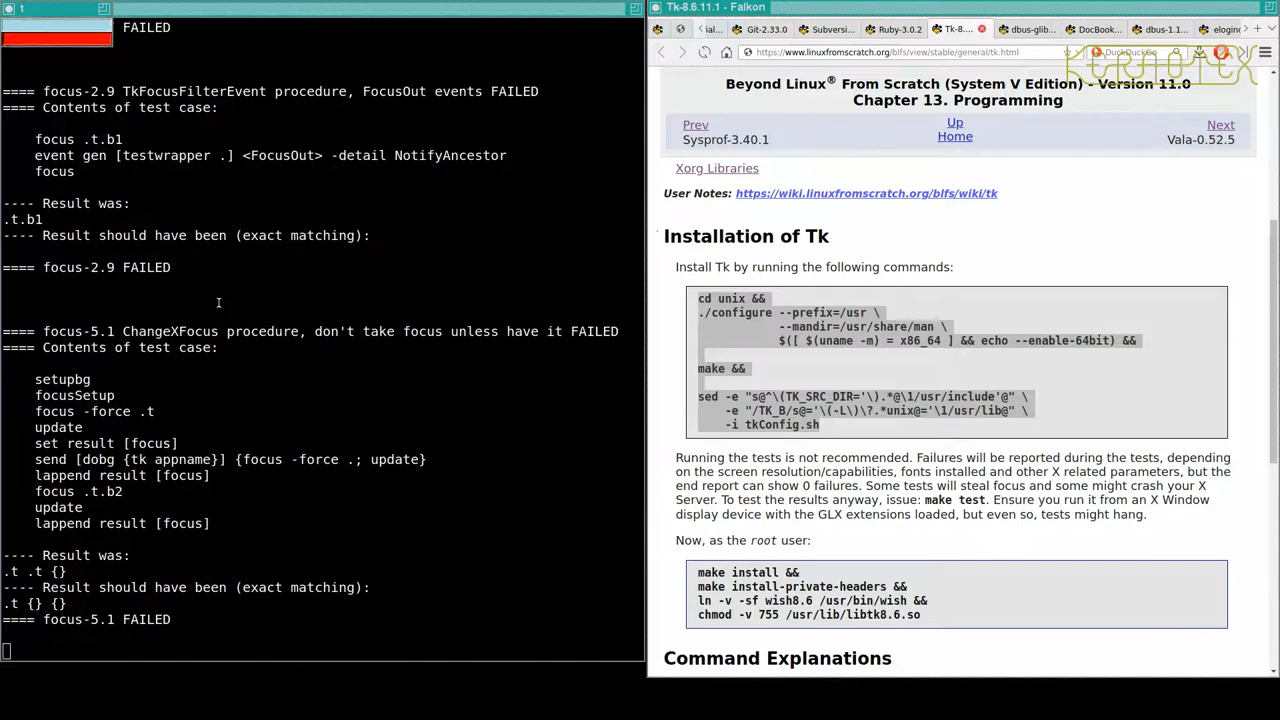 t
FAILED
==== focus-2.9 TkFocusFilterEvent procedure, FocusOut events FAILED
==== Contents of test case:
focus .t.b1
event gen [testwrapper .] <FocusOut> -detail NotifyAncestor
focus
---- Result was:
.t.b1
---- Result should have been (exact matching):
==== focus-2.9 FAILED
==== focus-5.1 ChangeXFocus procedure, don't take focus unless have it FAILED
==== Contents of test case:
setupbg
focusSetup
focus -force .t
update
set result [focus]
send [dobg {tk appname}] {focus -force .; update}
lappend result [focus]
focus .t.b2
update
lappend result [focus]
---- Result was:
.t .t {}
---- Result should have been (exact matching):
.t {} {}
==== focus-5.1 FAILED
Tk-8.6.11.1 - Falkon
ial...
Git-2.33.0
Subversi...
Ruby-3.0.2
Tk-8....
dbus-glib...
DocBook...
dbus-1.1...
elogind
https://www.linuxfromscratch.org/blfs/view/stable/general/tk.html
DuckDuckGo
KERNOTEX
Beyond Linux® From Scratch (System V Edition) - Version 11.0
Chapter 13. Programming
Prev
Up
Next
Sysprof-3.40.1
Home
Vala-0.52.5
Xorg Libraries
User Notes: https://wiki.linuxfromscratch.org/blfs/wiki/tk
Installation of Tk
Install Tk by running the following commands:
cd unix &&
./configure --prefix=/usr \
--mandir=/usr/share/man \
$([ $(uname -m) = x86_64 ] && echo --enable-64bit) &&
make &&
sed -e "s@^\(TK_SRC_DIR='\).*@\1/usr/include'@" \
-e "/TK_B/s@='\(-L\)\?.*unix@='\1/usr/lib@" \
-i tkConfig.sh
Running the tests is not recommended. Failures will be reported during the tests, depending
on the screen resolution/capabilities, fonts installed and other X related parameters, but the
end report can show 0 failures. Some tests will steal focus and some might crash your X
Server. To test the results anyway, issue: make test. Ensure you run it from an X Window
display device with the GLX extensions loaded, but even so, tests might hang.
Now, as the root user:
make install &&
make install-private-headers &&
ln -v -sf wish8.6 /usr/bin/wish &&
chmod -v 755 /usr/lib/libtk8.6.so
Command Explanations